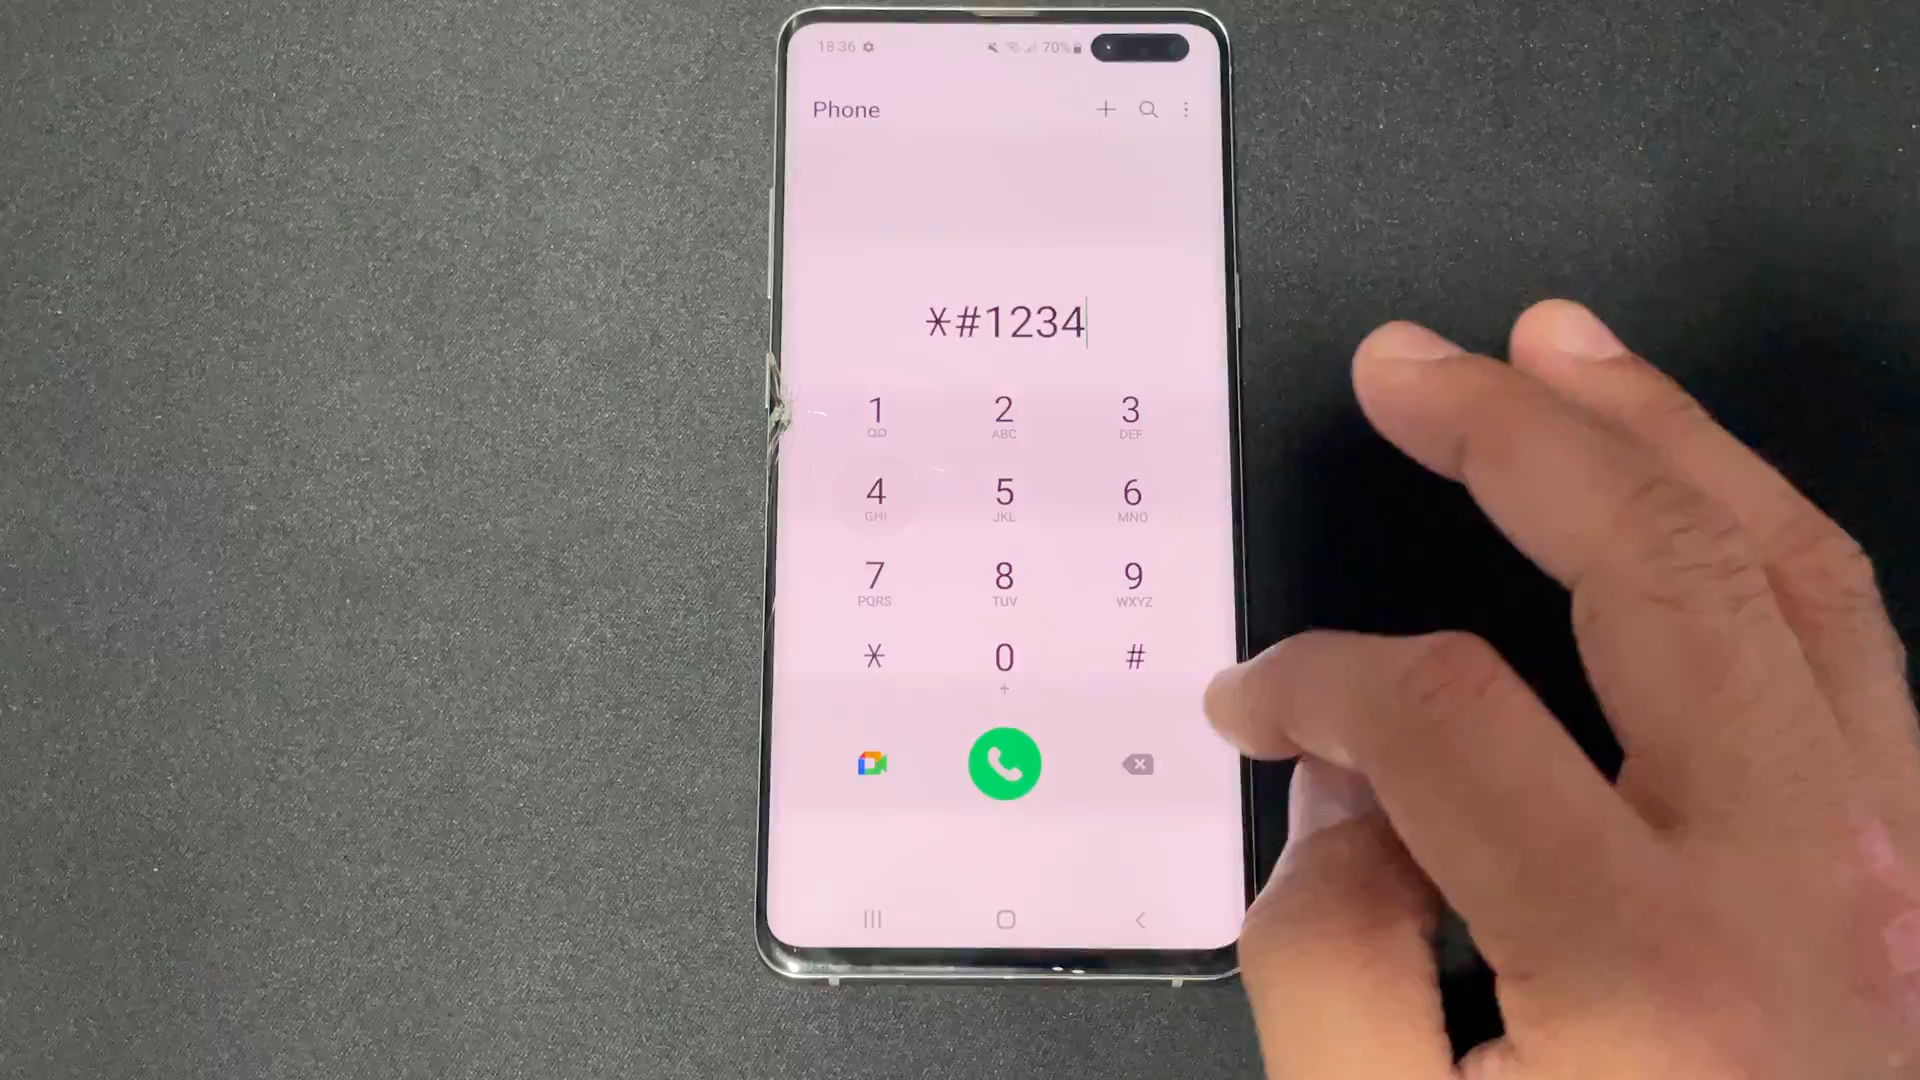 18:36 70%
Phone
*#1234
1 2 3
ABC DEF
4 5 6
GHI JKL MNO
7 8 9
PQRS TUV WXYZ
* 0 #
+